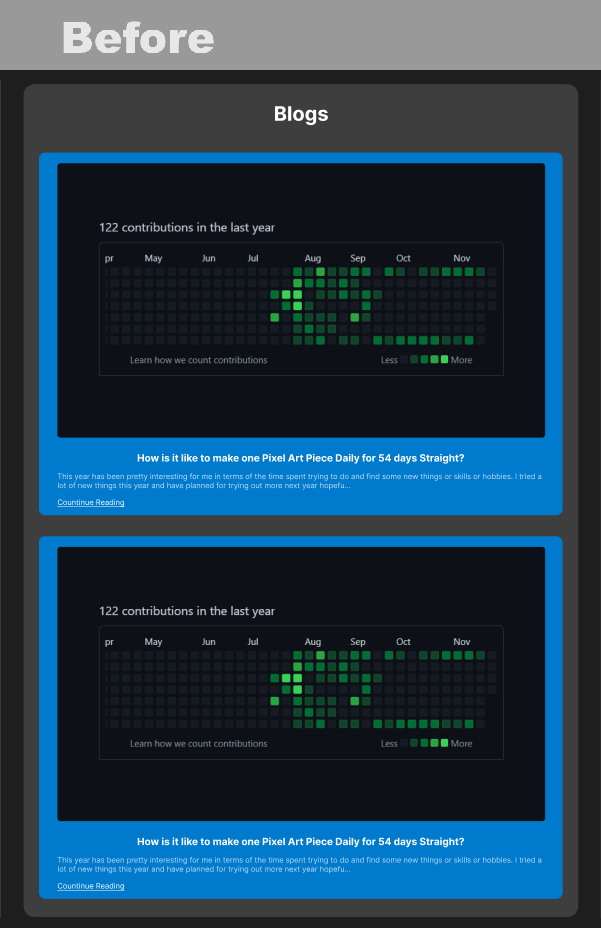 Before
Blogs
122 contributions in the last year
pr May Jun Jul Aug Sep Oct Nov
Learn how we count contributions Less More
How is it like to make one Pixel Art Piece Daily for 54 days Straight?
This year has been pretty interesting for me in terms of the time spent trying to do and find some new things or skills or hobbies. I tried a
lot of new things this year and have planned for trying out more next year hopefu...
Countinue Reading
122 contributions in the last year
pr May Jun Jul Aug Sep Oct Nov
Learn how we count contributions Less More
How is it like to make one Pixel Art Piece Daily for 54 days Straight?
This year has been pretty interesting for me in terms of the time spent trying to do and find some new things or skills or hobbies. I tried a
lot of new things this year and have planned for trying out more next year hopefu...
Countinue Reading